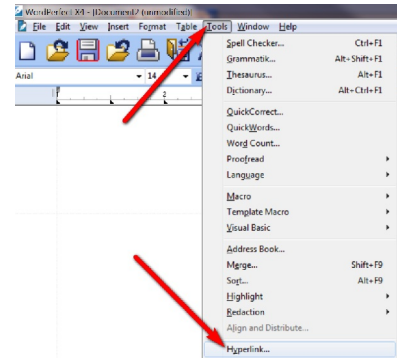 WordPerfect X4 - [Document2 (unmodified)]
File Edit View Insert Format Table Tools Window Help
Arial 14
Spell Checker... Ctrl+F1
Grammatik... Alt+Shift+F1
Thesaurus... Alt+F1
Dictionary... Alt+Ctrl+F1
QuickCorrect...
QuickWords...
Word Count...
Proofread
Language
Macro
Template Macro
Visual Basic
Address Book...
Merge... Shift+F9
Sort... Alt+F9
Highlight
Redaction
Align and Distribute...
Hyperlink...